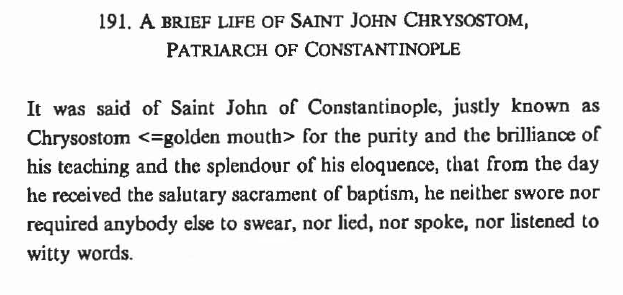 191. A BRIEF LIFE OF SAINT JOHN CHRYSOSTOM,
PATRIARCH OF CONSTANTINOPLE
It was said of Saint John of Constantinople, justly known as
Chrysostom <=golden mouth> for the purity and the brilliance of
his teaching and the splendour of his eloquence, that from the day
he received the salutary sacrament of baptism, he neither swore nor
required anybody else to swear, nor lied, nor spoke, nor listened to
witty words.